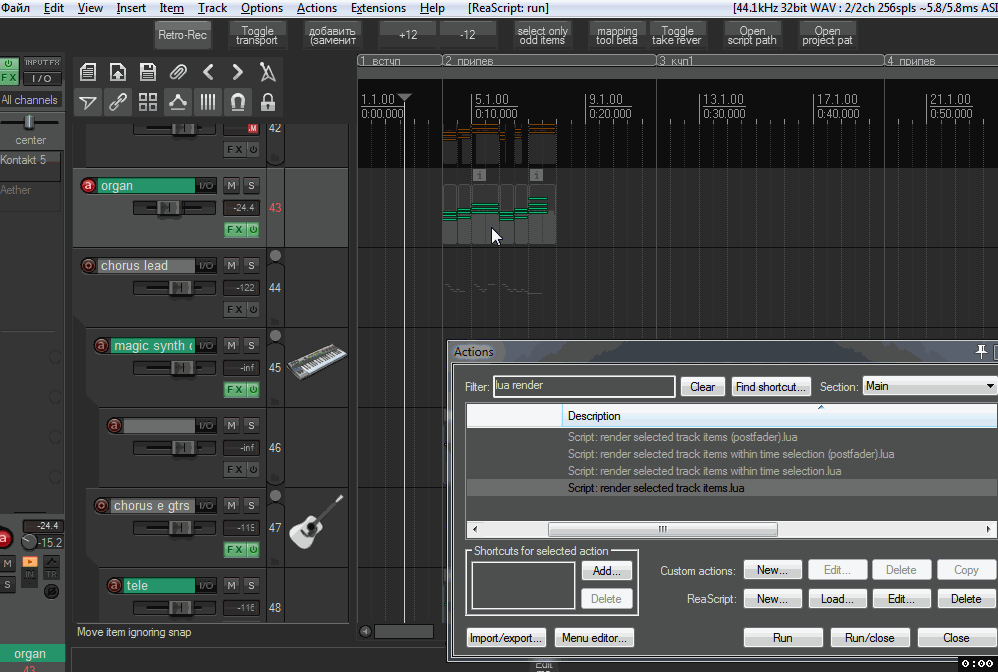 Файл Edit View Insert Item Track Options Actions Extensions Help [ReaScript: run] [44.1kHz 32bit WAV : 2/2ch 256spls ~5.8/5.8ms ASI
Retro-Rec
Toggle transport
добавить (заменит
+12
-12
select only odd items
mapping tool beta
Toggle take rever
Open script path
Open project pat
INPUT FX
FX I/O
All channels
center
Kontakt 5
Aether
1 вступ 2 припев 3 куп1 4 припев
1.1.00 5.1.00 9.1.00 13.1.00 17.1.00 21.1.00
0:00.000 0:10.000 0:20.000 0:30.000 0:40.000 0:50.000
M 42
FX
a organ I/O M S
-24.4 43
FX
chorus lead I/O M S
-122 44
FX
a magic synth I/O M S
-inf 45
FX
a I/O M S
-inf 46
FX
chorus e gtrs I/O M S
47
FX
a tele I/O M S
48
Move item ignoring snap
-24.4
a -15.2
M
IN TR
S
organ
43
Actions
Filter: lua render Clear Find shortcut... Section: Main
Description
Script: render selected track items (postfader).lua
Script: render selected track items within time selection (postfader).lua
Script: render selected track items within time selection.lua
Script: render selected track items.lua
Shortcuts for selected action
Add...
Delete
Custom actions: New... Edit... Delete Copy
ReaScript: New... Load... Edit... Delete
Import/export... Menu editor... Run Run/close Close
Edit
0:00